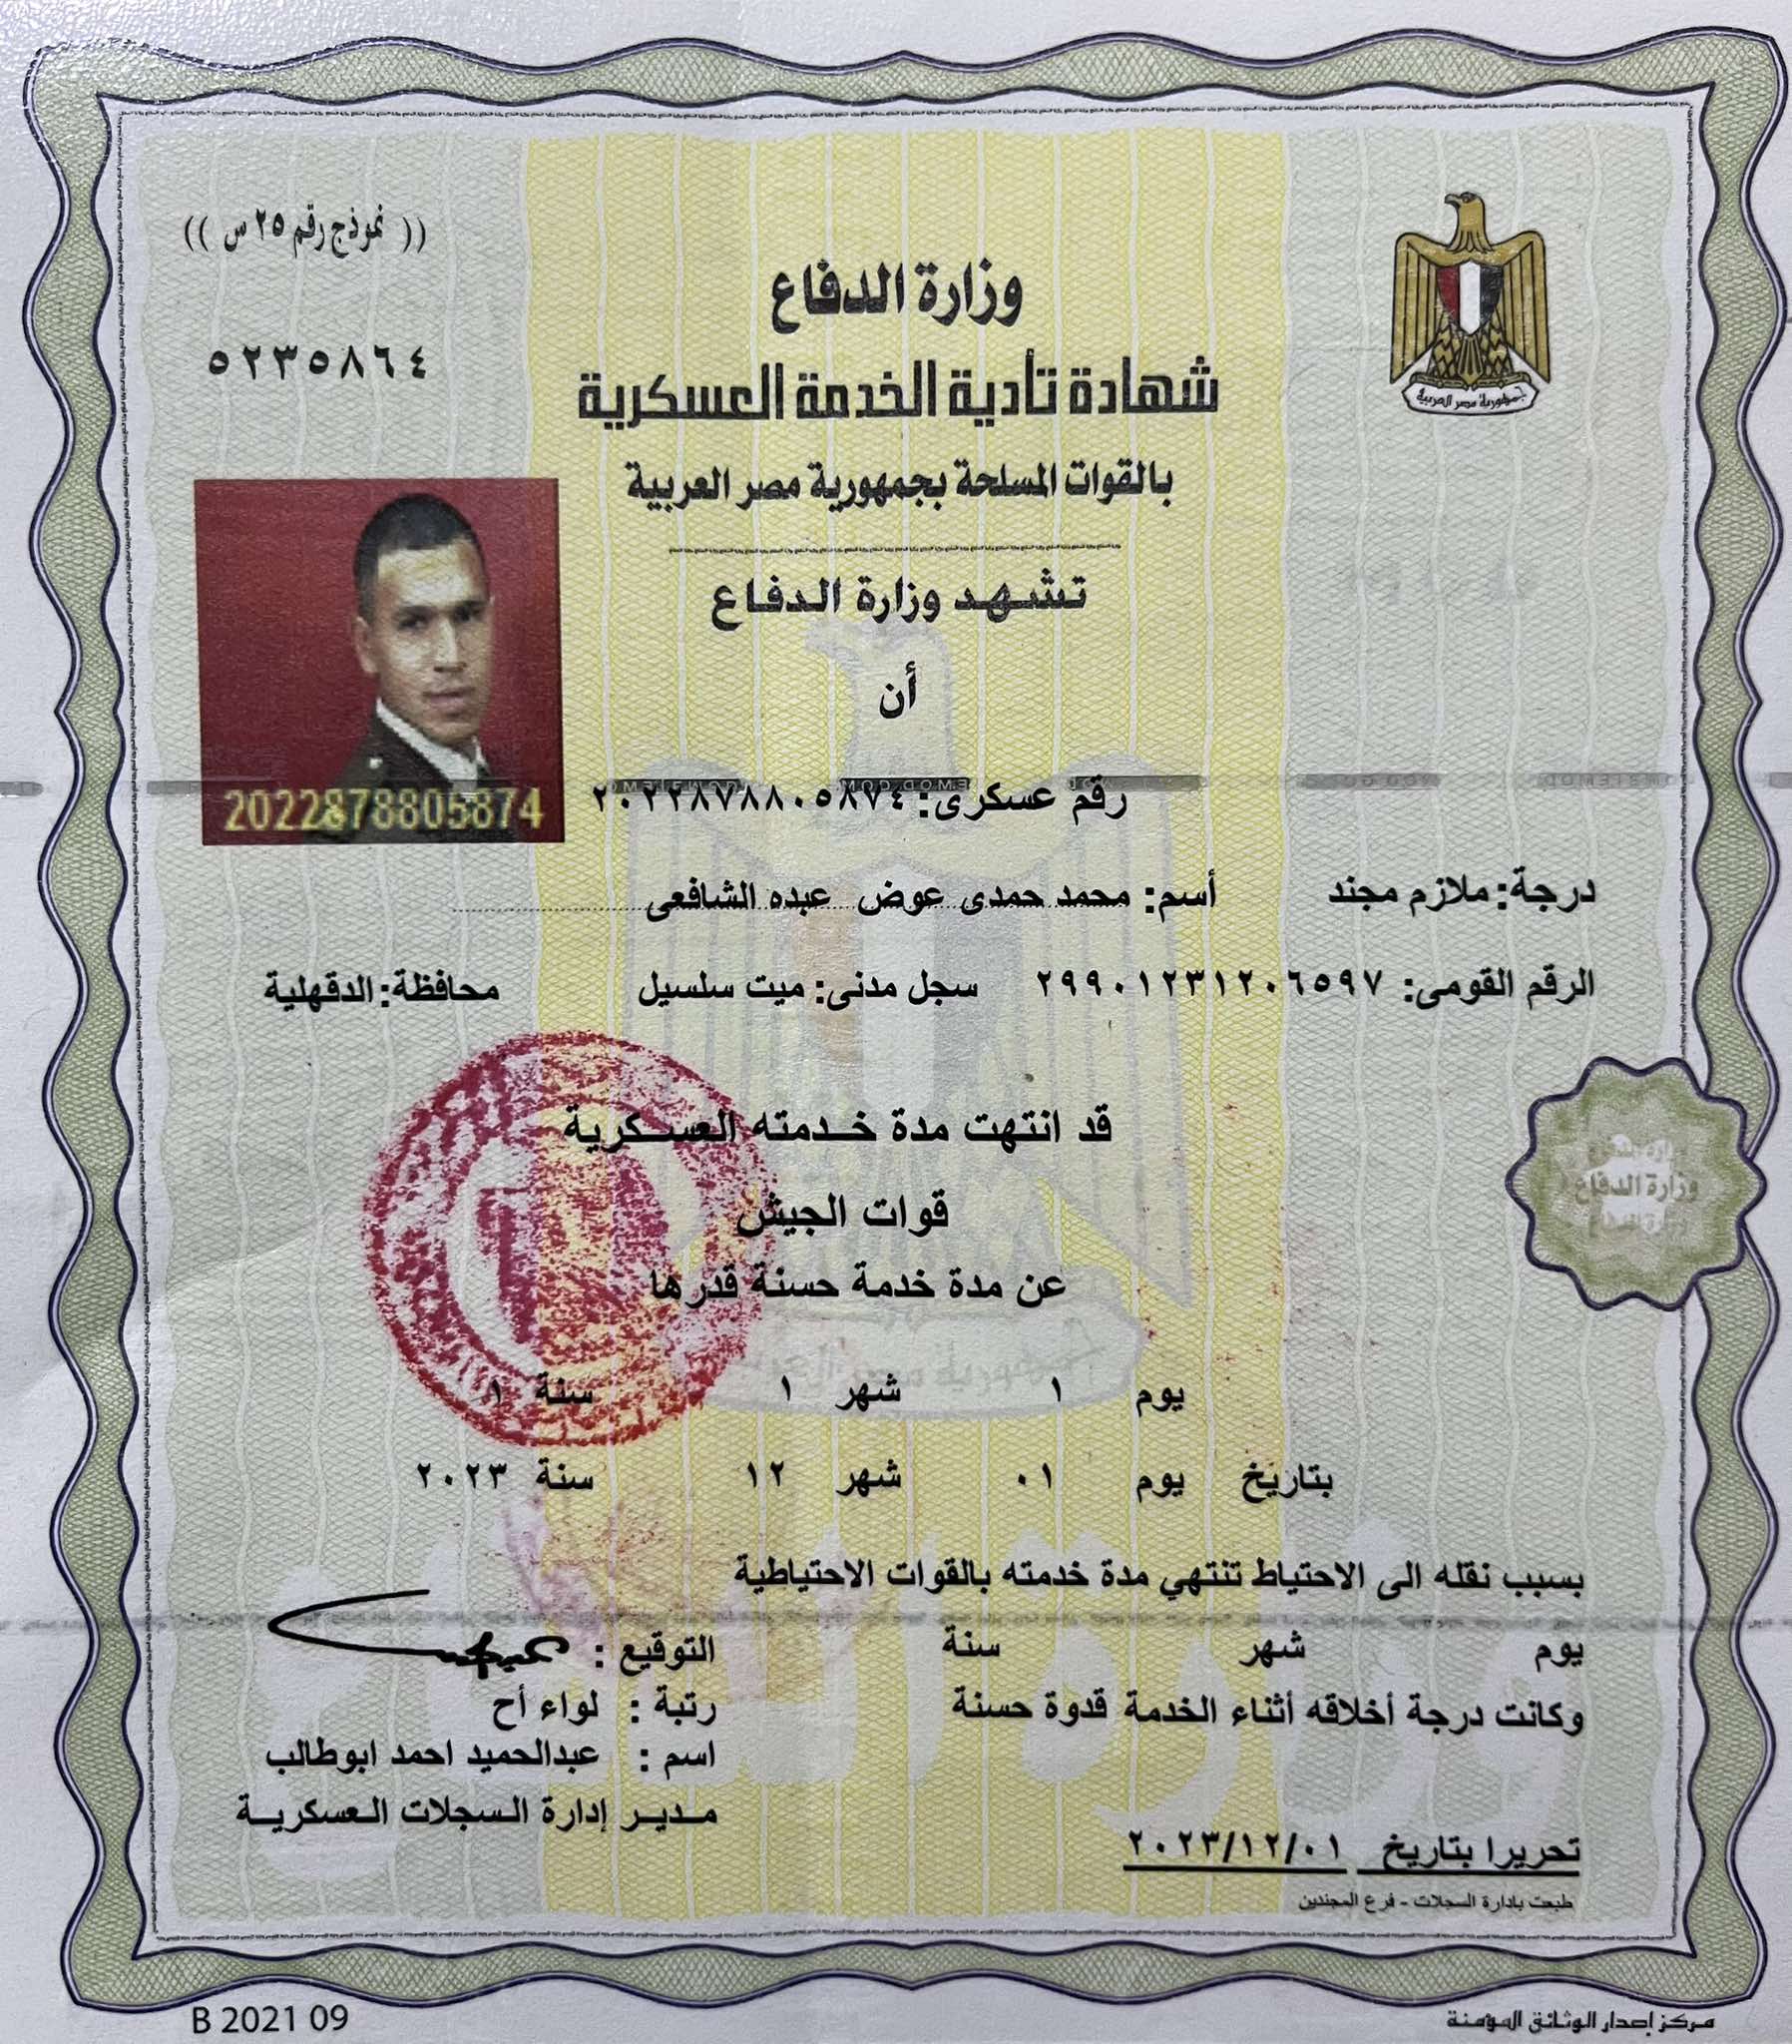 (( نموذج رقم ٢٥ س ))
٥٢٣٥٨٦٤
جمهورية مصر العربية
وزارة الدفاع
شهادة تأدية الخدمة العسكرية
بالقوات المسلحة بجمهورية مصر العربية
تشهد وزارة الدفاع
أن
2022878805874
رقم عسكرى: ٢٠٢٢٨٧٨٨٠٥٨٧٤
درجة: ملازم مجند أسم: محمد حمدى عوض عبده الشافعى
الرقم القومى: ٢٩٩٠١٢٣١٢٠٦٥٩٧ سجل مدنى: ميت سلسيل محافظة: الدقهلية
قد انتهت مدة خدمته العسكرية
قوات الجيش
وزارة الدفاع
عن مدة خدمة حسنة قدرها
يوم ١ شهر ١ سنة ١
بتاريخ يوم ٠١ شهر ١٢ سنة ٢٠٢٣
بسبب نقله الى الاحتياط تنتهي مدة خدمته بالقوات الاحتياطية
يوم شهر سنة
التوقيع :
وكانت درجة أخلاقه أثناء الخدمة قدوة حسنة
رتبة : لواء أح
اسم : عبدالحميد احمد ابوطالب
مدير إدارة السجلات العسكرية
تحريرا بتاريخ ٢٠٢٣/١٢/٠١
طبعت بادارة السجلات - فرع المجندين
B 2021 09
مركز إصدار الوثائق المؤمنة